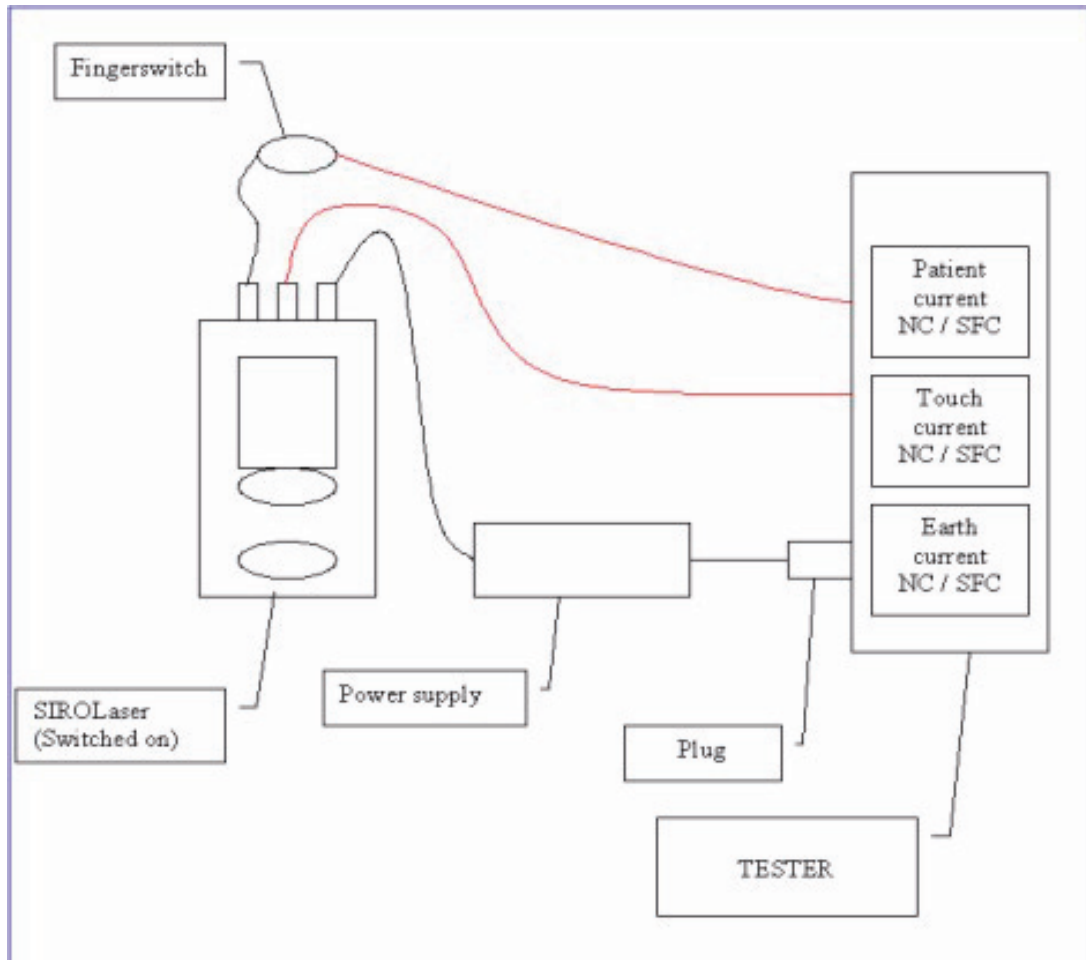 Fingerswitch
Patient
current
NC / SFC
Touch
current
NC / SFC
Earth
current
NC / SFC
Power supply
SIROLaser
(Switched on)
Plug
TESTER